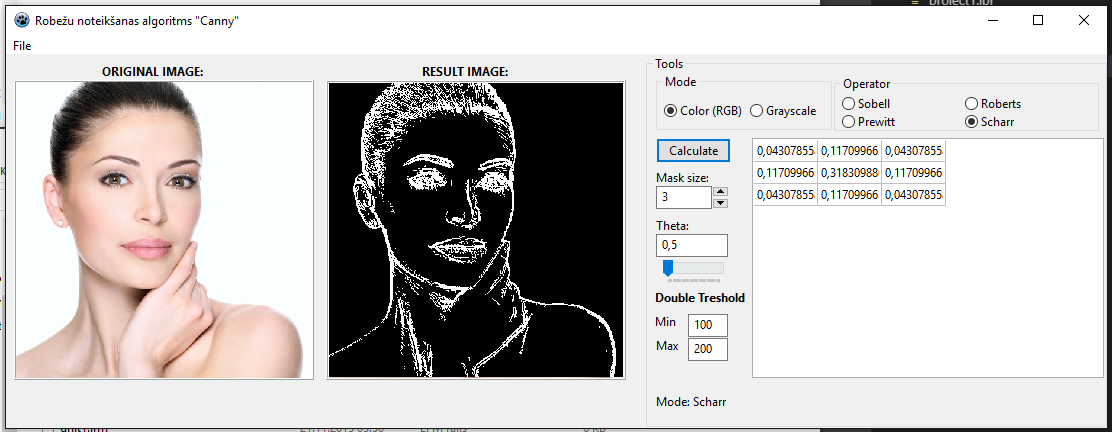 project1.lpi
Robežu noteikšanas algoritms "Canny"
File
ORIGINAL IMAGE:
RESULT IMAGE:
Tools
Mode
Color (RGB)
Grayscale
Operator
Sobell
Roberts
Prewitt
Scharr
Calculate
Mask size:
3
Theta:
0,5
Double Treshold
Min 100
Max 200
0,04307855 0,11709966 0,04307855
0,11709966 0,31830988 0,11709966
0,04307855 0,11709966 0,04307855
Mode: Scharr